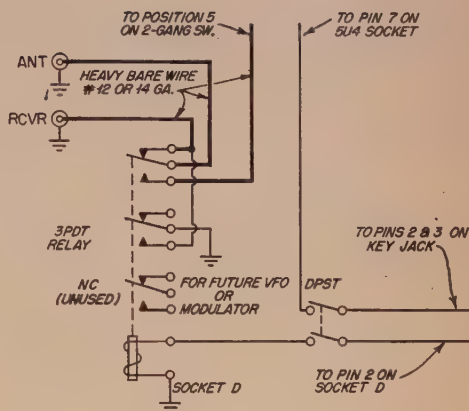 TO POSITION 5
ON 2-GANG SW.
TO PIN 7 ON
5U4 SOCKET
ANT
HEAVY BARE WIRE
#12 OR 14 GA.
RCVR
3PDT
RELAY
TO PINS 2 & 3 ON
KEY JACK
NC
(UNUSED)
FOR FUTURE VFO
OR
MODULATOR
DPST
TO PIN 2 ON
SOCKET D
SOCKET D